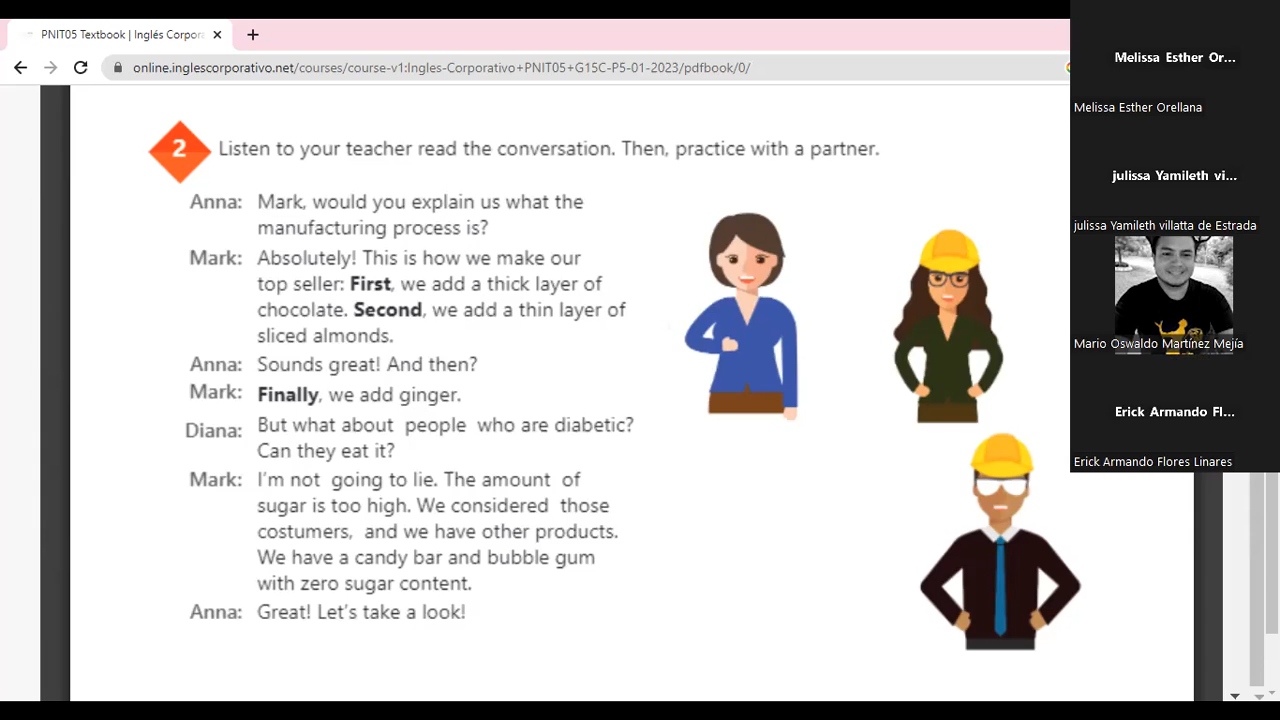 PNIT05 Textbook | Inglés Corpora
online.inglescorporativo.net/courses/course-v1:Ingles-Corporativo+PNIT05+G15C-P5-01-2023/pdfbook/0/
2 Listen to your teacher read the conversation. Then, practice with a partner.
Anna: Mark, would you explain us what the
manufacturing process is?
Mark: Absolutely! This is how we make our
top seller: First, we add a thick layer of
chocolate. Second, we add a thin layer of
sliced almonds.
Anna: Sounds great! And then?
Mark: Finally, we add ginger.
Diana: But what about people who are diabetic?
Can they eat it?
Mark: I'm not going to lie. The amount of
sugar is too high. We considered those
costumers, and we have other products.
We have a candy bar and bubble gum
with zero sugar content.
Anna: Great! Let's take a look!
Melissa Esther Or...
Melissa Esther Orellana
julissa Yamileth vi...
julissa Yamileth villatta de Estrada
Mario Oswaldo Martínez Mejía
Erick Armando Fl...
Erick Armando Flores Linares